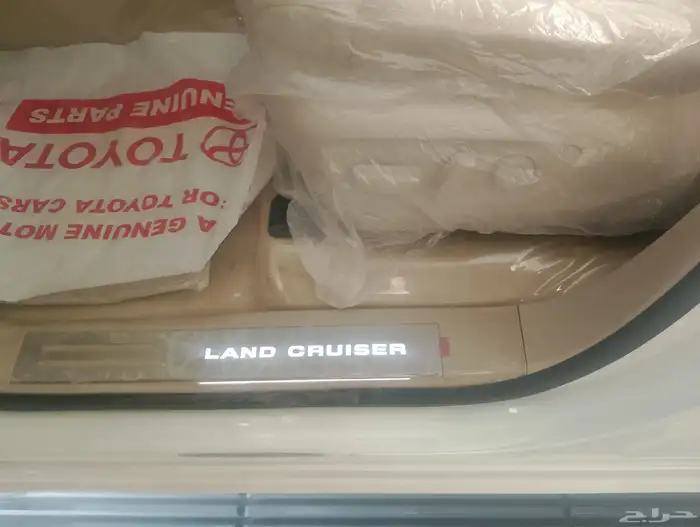 GENUINE PARTS
TOYOTA
A GENUINE MOT
OR TOYOTA CARS
LAND CRUISER
حراج